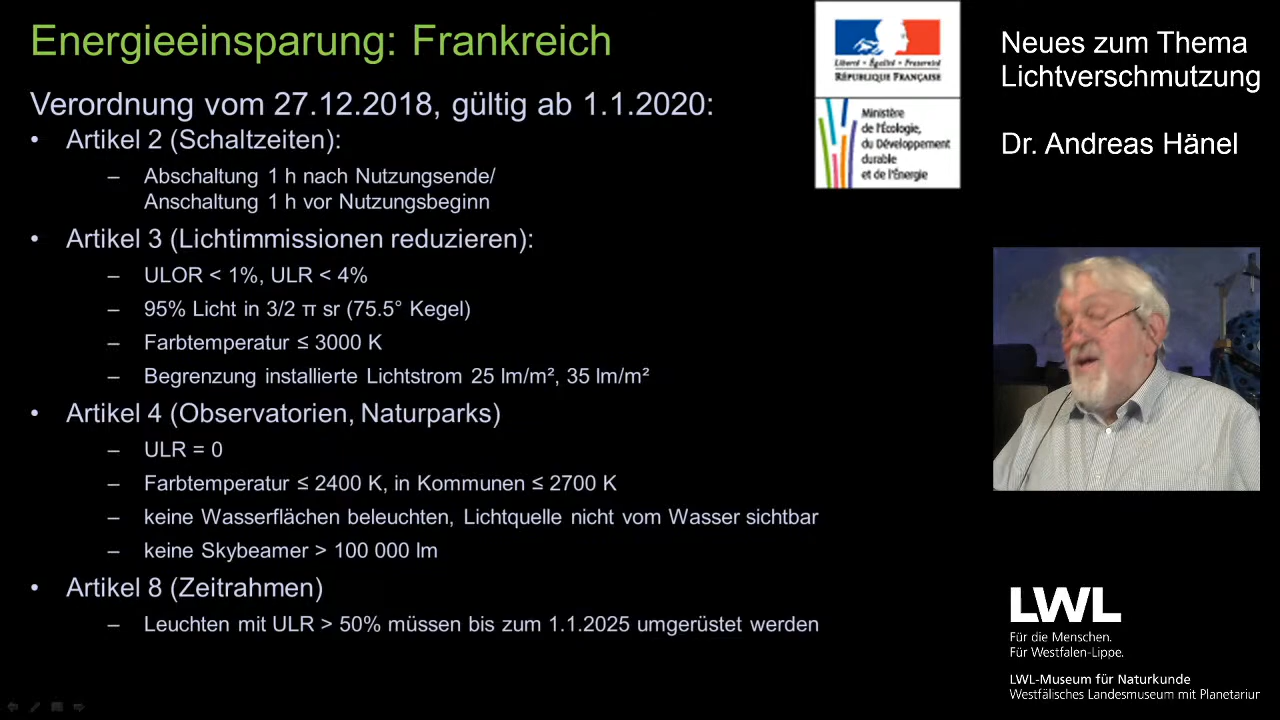 Energieeinsparung: Frankreich
Verordnung vom 27.12.2018, gültig ab 1.1.2020:
• Artikel 2 (Schaltzeiten):
– Abschaltung 1 h nach Nutzungsende/
Anschaltung 1 h vor Nutzungsbeginn
• Artikel 3 (Lichtimmissionen reduzieren):
– ULOR < 1%, ULR < 4%
– 95% Licht in 3/2 π sr (75.5° Kegel)
– Farbtemperatur ≤ 3000 K
– Begrenzung installierte Lichtstrom 25 lm/m², 35 lm/m²
• Artikel 4 (Observatorien, Naturparks)
– ULR = 0
– Farbtemperatur ≤ 2400 K, in Kommunen ≤ 2700 K
– keine Wasserflächen beleuchten, Lichtquelle nicht vom Wasser sichtbar
– keine Skybeamer > 100 000 lm
• Artikel 8 (Zeitrahmen)
– Leuchten mit ULR > 50% müssen bis zum 1.1.2025 umgerüstet werden
Liberté • Égalité • Fraternité
RÉPUBLIQUE FRANÇAISE
Ministère
de l'Écologie,
du Développement
durable
et de l'Énergie
Neues zum Thema
Lichtverschmutzung
Dr. Andreas Hänel
LWL
Für die Menschen.
Für Westfalen-Lippe.
LWL-Museum für Naturkunde
Westfälisches Landesmuseum mit Planetariur